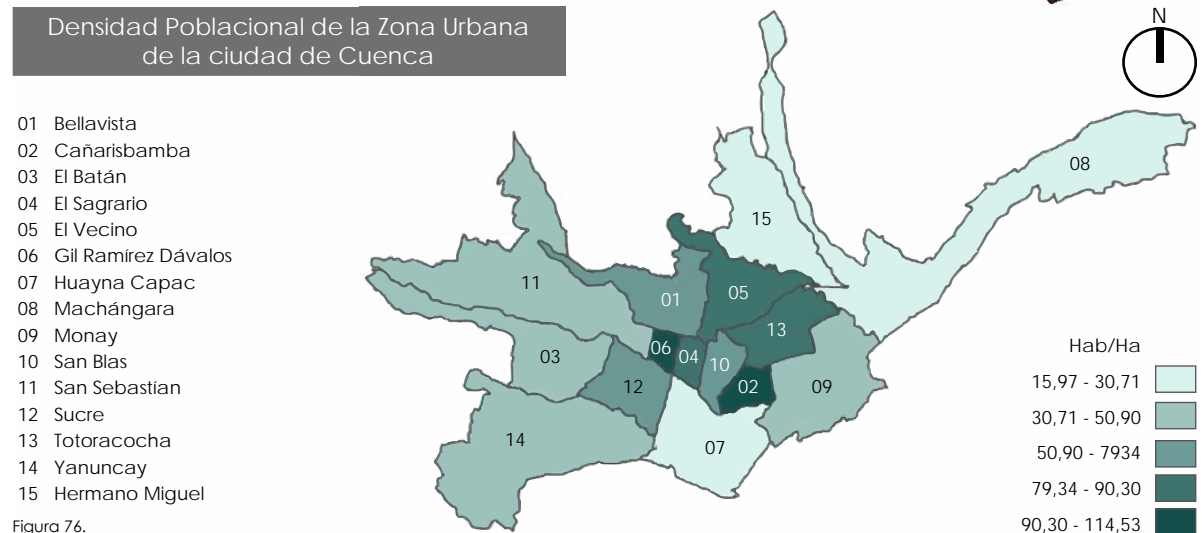 Densidad Poblacional de la Zona Urbana
de la ciudad de Cuenca
N
01 Bellavista
02 Cañarisbamba
03 El Batán
04 El Sagrario
05 El Vecino
06 Gil Ramírez Dávalos
07 Huayna Capac
08 Machángara
09 Monay
10 San Blas
11 San Sebastían
12 Sucre
13 Totoracocha
14 Yanuncay
15 Hermano Miguel
Figura 76.
08
15
11
01
05
13
06
04
10
03
12
02
09
14
07
Hab/Ha
15,97 - 30,71
30,71 - 50,90
50,90 - 7934
79,34 - 90,30
90,30 - 114,53